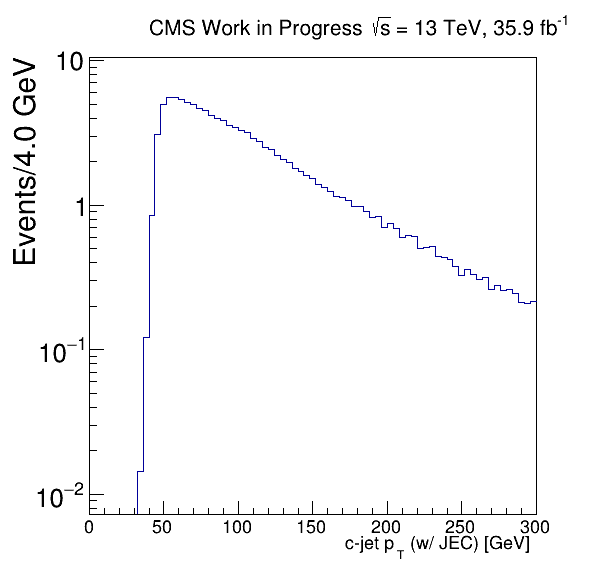 CMS Work in Progress √s = 13 TeV, 35.9 fb⁻¹
Events/4.0 GeV
10
1
10⁻¹
10⁻²
0 50 100 150 200 250 300
c-jet p_T (w/ JEC) [GeV]